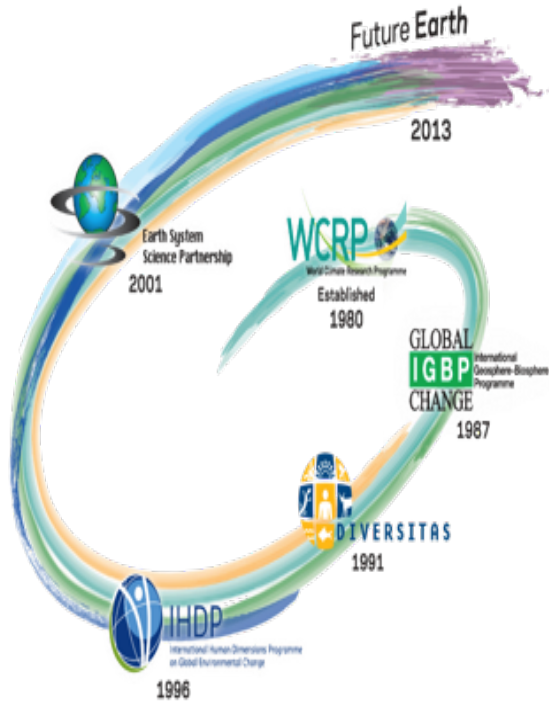 Future Earth
2013
Earth System
Science Partnership
2001
WCRP
World Climate Research Programme
Established
1980
GLOBAL
IGBP
CHANGE
International
Geosphere-Biosphere
Programme
1987
DIVERSITAS
1991
IHDP
International Human Dimensions Programme
on Global Environmental Change
1996